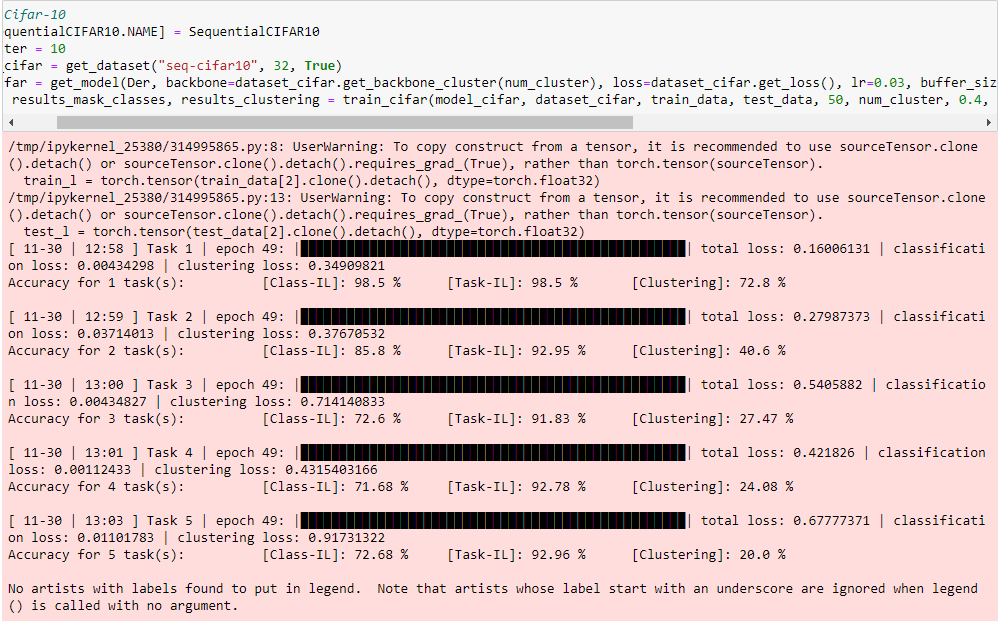 Cifar-10
quentialCIFAR10.NAME] = SequentialCIFAR10
ter = 10
cifar = get_dataset("seq-cifar10", 32, True)
far = get_model(Der, backbone=dataset_cifar.get_backbone_cluster(num_cluster), loss=dataset_cifar.get_loss(), lr=0.03, buffer_siz
results_mask_classes, results_clustering = train_cifar(model_cifar, dataset_cifar, train_data, test_data, 50, num_cluster, 0.4,
/tmp/ipykernel_25380/314995865.py:8: UserWarning: To copy construct from a tensor, it is recommended to use sourceTensor.clone
().detach() or sourceTensor.clone().detach().requires_grad_(True), rather than torch.tensor(sourceTensor).
  train_l = torch.tensor(train_data[2].clone().detach(), dtype=torch.float32)
/tmp/ipykernel_25380/314995865.py:13: UserWarning: To copy construct from a tensor, it is recommended to use sourceTensor.clone
().detach() or sourceTensor.clone().detach().requires_grad_(True), rather than torch.tensor(sourceTensor).
  test_l = torch.tensor(test_data[2].clone().detach(), dtype=torch.float32)
[ 11-30 | 12:58 ] Task 1 | epoch 49: || total loss: 0.16006131 | classificati
on loss: 0.00434298 | clustering loss: 0.34909821
Accuracy for 1 task(s): [Class-IL]: 98.5 % [Task-IL]: 98.5 % [Clustering]: 72.8 %
[ 11-30 | 12:59 ] Task 2 | epoch 49: || total loss: 0.27987373 | classificati
on loss: 0.03714013 | clustering loss: 0.37670532
Accuracy for 2 task(s): [Class-IL]: 85.8 % [Task-IL]: 92.95 % [Clustering]: 40.6 %
[ 11-30 | 13:00 ] Task 3 | epoch 49: || total loss: 0.5405882 | classificatio
n loss: 0.00434827 | clustering loss: 0.714140833
Accuracy for 3 task(s): [Class-IL]: 72.6 % [Task-IL]: 91.83 % [Clustering]: 27.47 %
[ 11-30 | 13:01 ] Task 4 | epoch 49: || total loss: 0.421826 | classification
loss: 0.00112433 | clustering loss: 0.4315403166
Accuracy for 4 task(s): [Class-IL]: 71.68 % [Task-IL]: 92.78 % [Clustering]: 24.08 %
[ 11-30 | 13:03 ] Task 5 | epoch 49: || total loss: 0.67777371 | classificati
on loss: 0.01101783 | clustering loss: 0.91731322
Accuracy for 5 task(s): [Class-IL]: 72.68 % [Task-IL]: 92.96 % [Clustering]: 20.0 %
No artists with labels found to put in legend.  Note that artists whose label start with an underscore are ignored when legend
() is called with no argument.